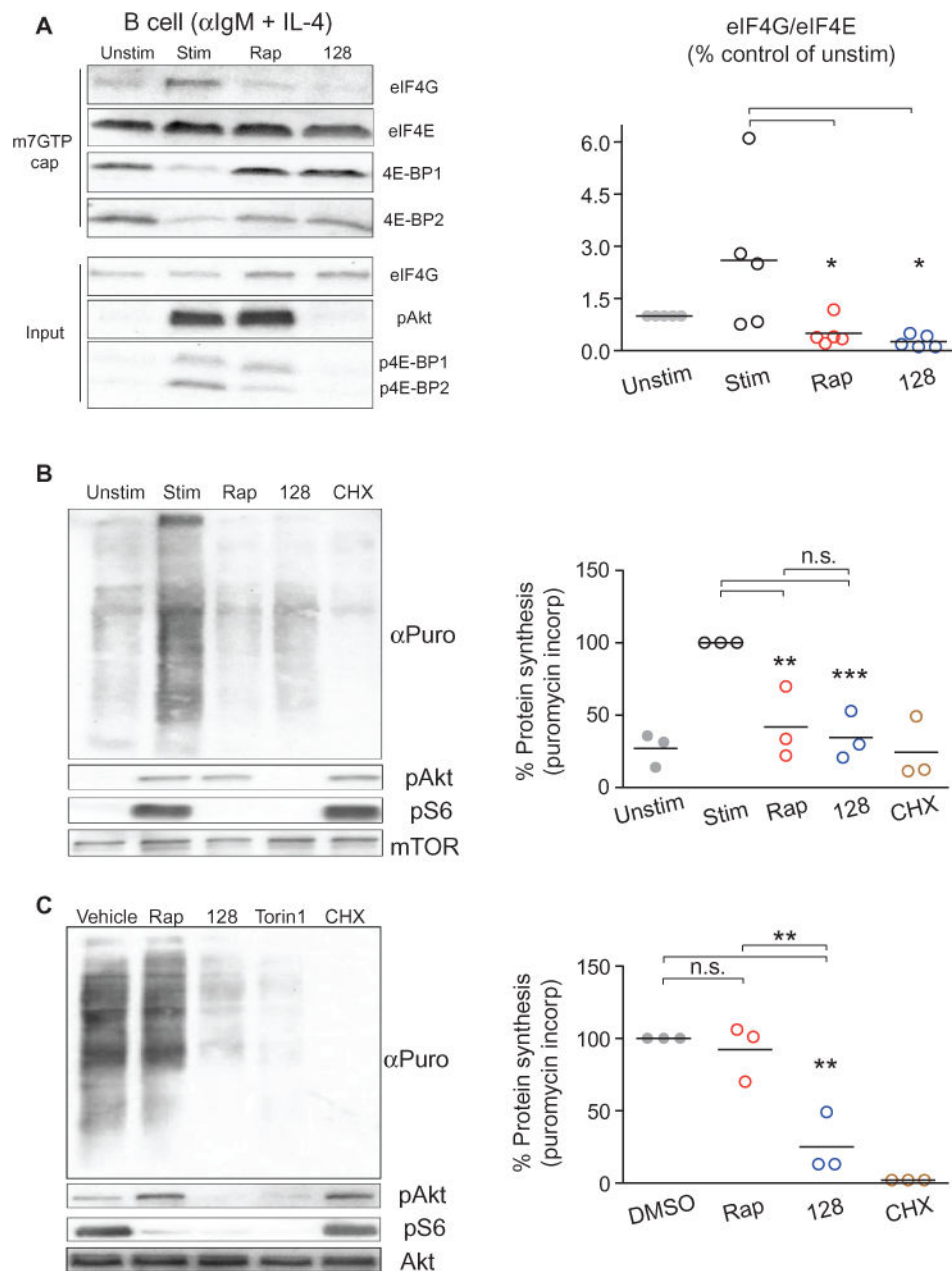 A
B cell (αIgM + IL-4)
Unstim Stim Rap 128
m7GTP
cap
eIF4G
eIF4E
4E-BP1
4E-BP2
Input
eIF4G
pAkt
p4E-BP1
p4E-BP2
eIF4G/eIF4E
(% control of unstim)
6.0
4.5
3.0
1.5
0.0
* *
Unstim Stim Rap 128
B
Unstim Stim Rap 128 CHX
αPuro
pAkt
pS6
mTOR
% Protein synthesis
(puromycin incorp)
150
100
50
0
n.s.
** ***
Unstim Stim Rap 128 CHX
C
Vehicle Rap 128 Torin1 CHX
αPuro
pAkt
pS6
Akt
% Protein synthesis
(puromycin incorp)
150
100
50
0
**
n.s.
**
DMSO Rap 128 CHX